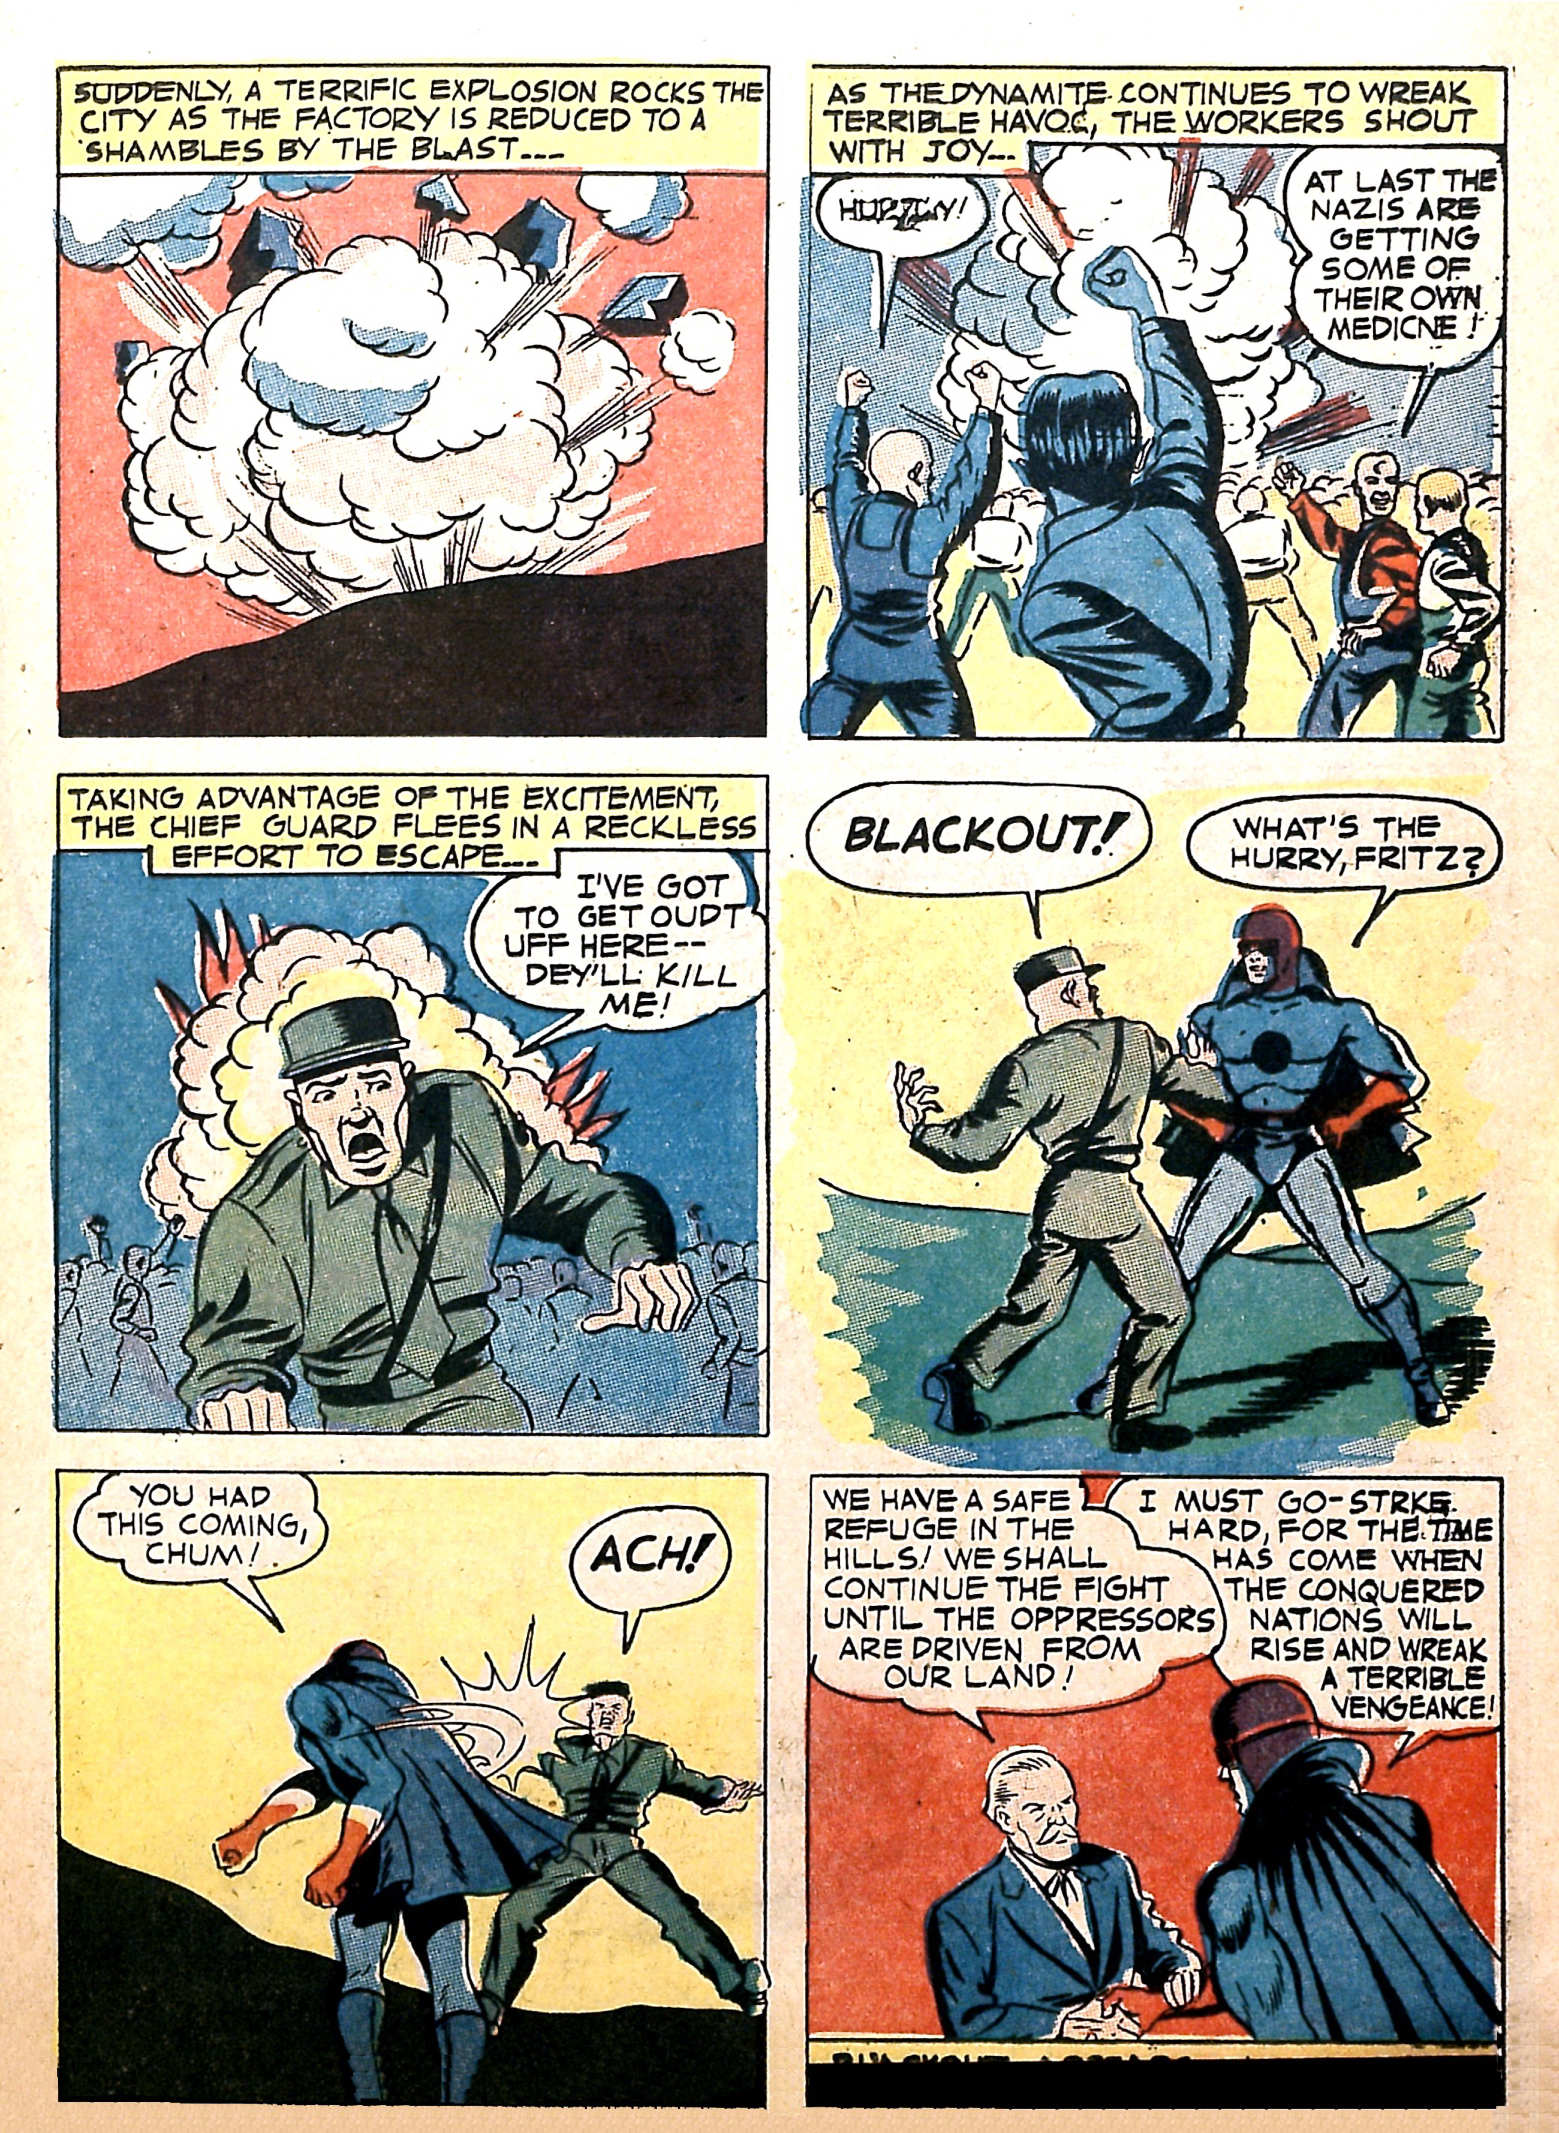 SUDDENLY, A TERRIFIC EXPLOSION ROCKS THE
CITY AS THE FACTORY IS REDUCED TO A
SHAMBLES BY THE BLAST---
AS THE DYNAMITE CONTINUES TO WREAK
TERRIBLE HAVOC, THE WORKERS SHOUT
WITH JOY---
AT LAST THE
NAZIS ARE
GETTING
SOME OF
THEIR OWN
MEDICNE!
TAKING ADVANTAGE OF THE EXCITEMENT,
THE CHIEF GUARD FLEES IN A RECKLESS
EFFORT TO ESCAPE---
I'VE GOT
TO GET OUDT
UFF HERE--
DEY'LL KILL
ME!
BLACKOUT!
WHAT'S THE
HURRY, FRITZ?
YOU HAD
THIS COMING,
CHUM!
ACH!
WE HAVE A SAFE
REFUGE IN THE
HILLS! WE SHALL
CONTINUE THE FIGHT
UNTIL THE OPPRESSORS
ARE DRIVEN FROM
OUR LAND!
I MUST GO-STRKE
HARD, FOR THE TIME
HAS COME WHEN
THE CONQUERED
NATIONS WILL
RISE AND WREAK
A TERRIBLE
VENGEANCE!